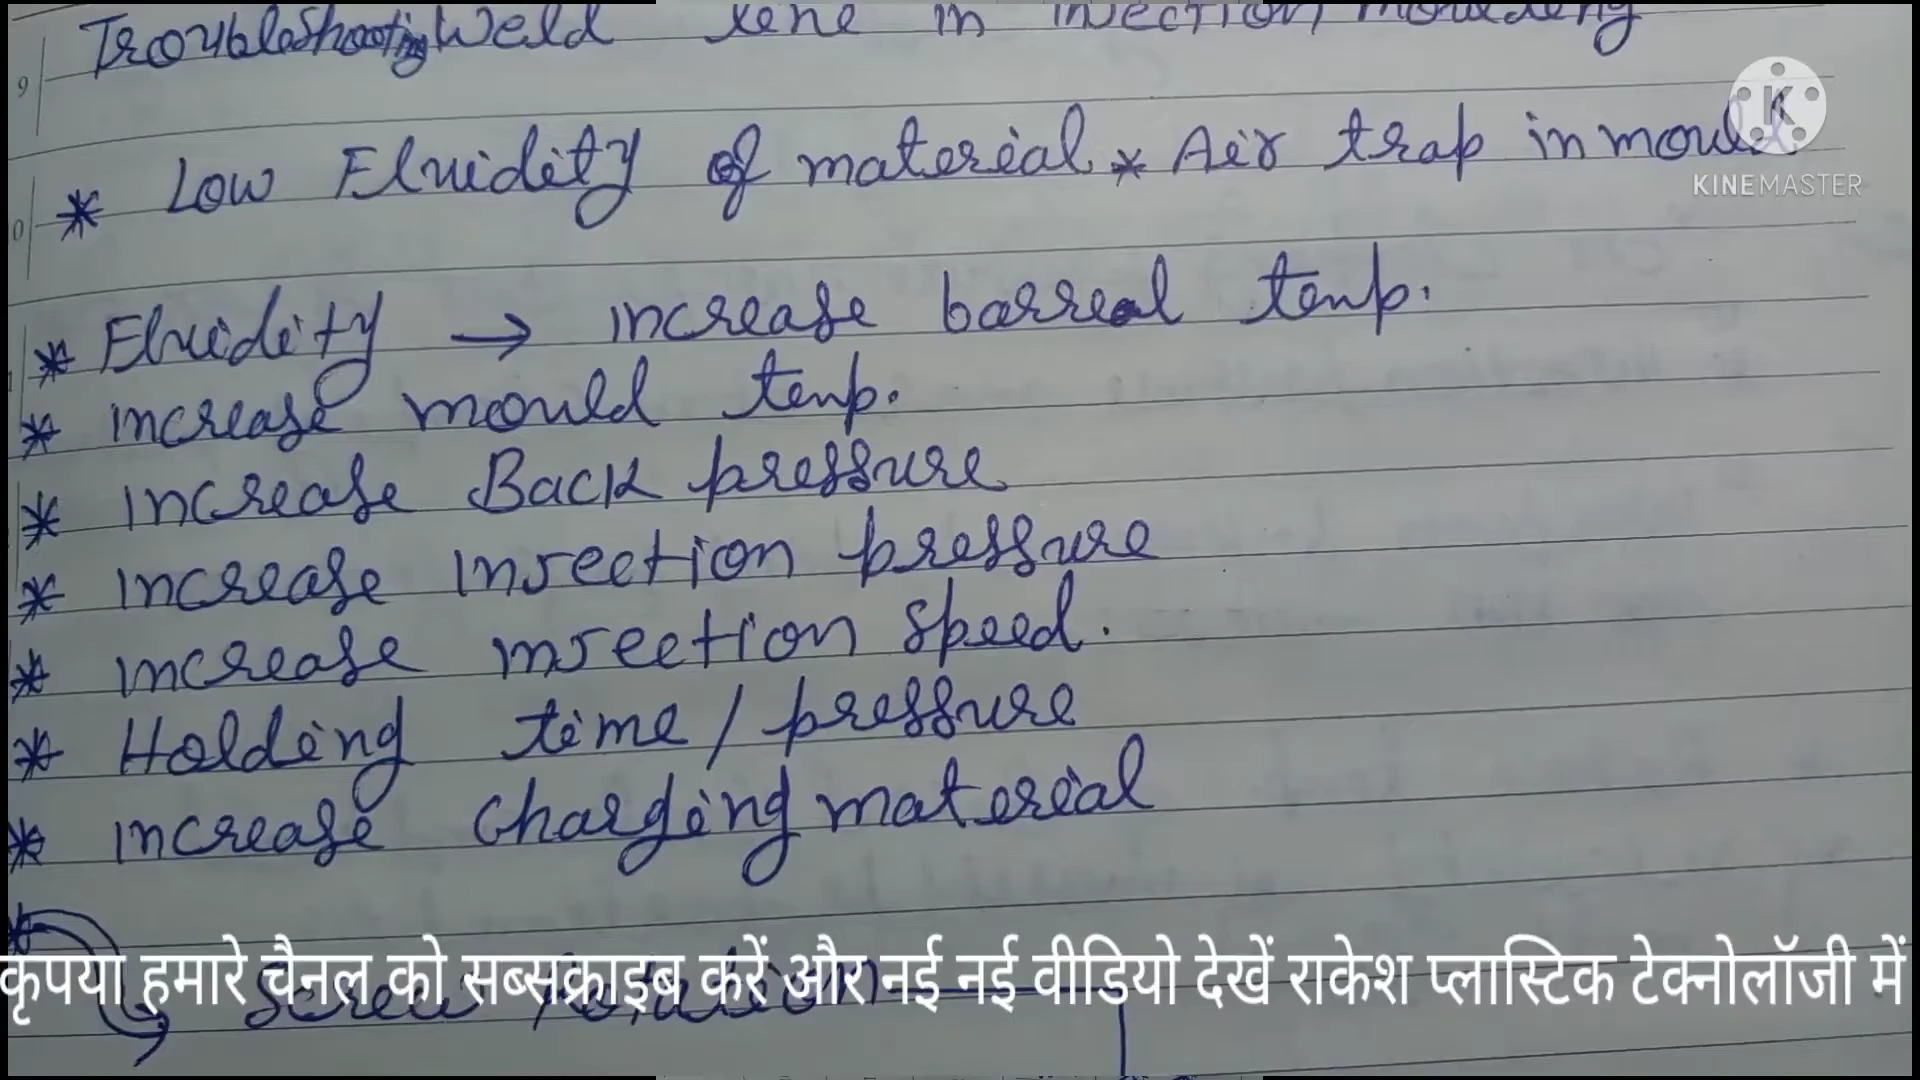 Troubleshooting Weld line in injection moulding
* Low Fluidity of material * Air trap in mould
KINEMASTER
* Fluidity → increase barreal temp.
* increase mould temp.
* increase Back pressure
* increase injection pressure
* increase injection speed.
* Holding time / pressure
* increase charging material
Screw
कृपया हमारे चैनल को सब्सक्राइब करें और नई नई वीडियो देखें राकेश प्लास्टिक टेक्नोलॉजी में